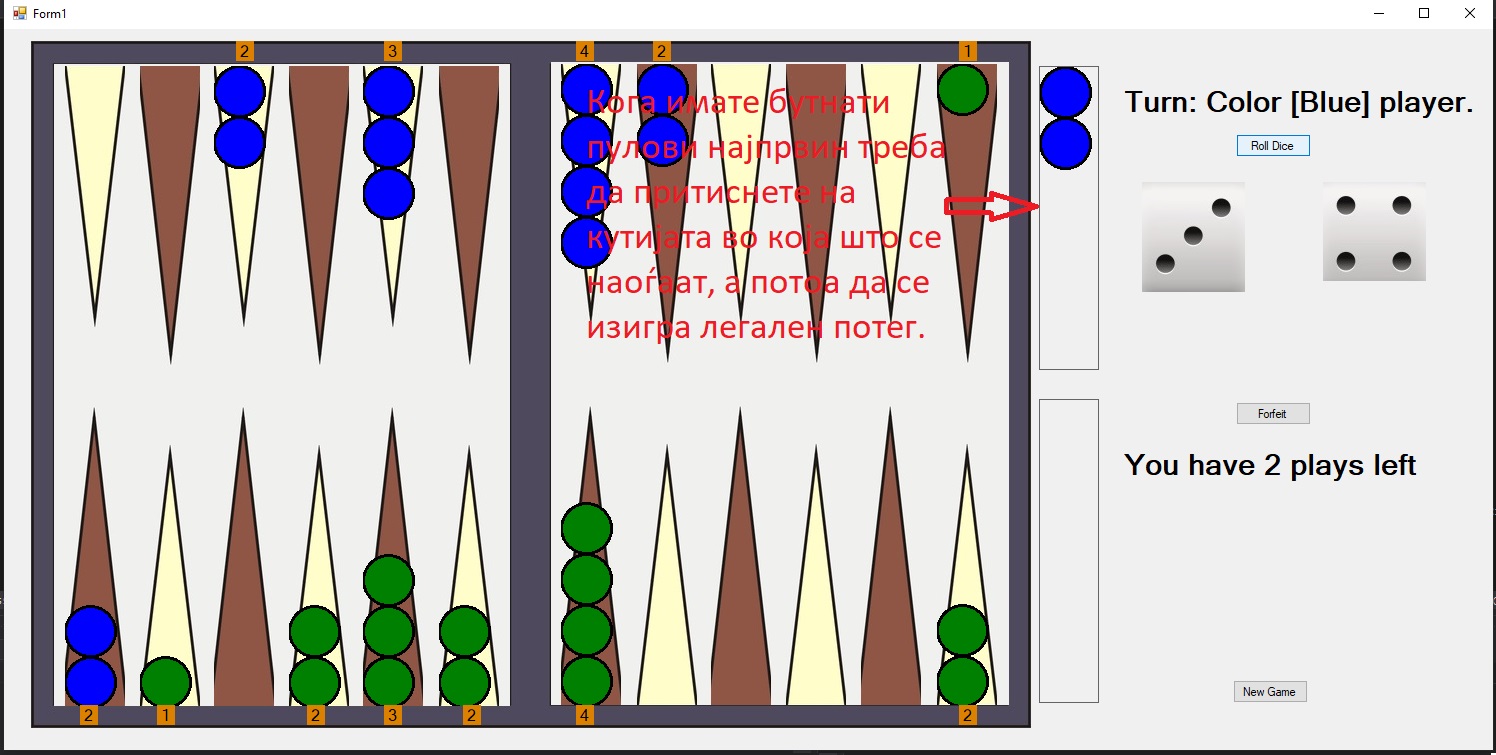 Form1
2
3
4
2
1
Кога имате бутнати
пулови најпрвин треба
да притиснете на
кутијата во која што се
наоѓаат, а потоа да се
изигра легален потег.
Turn: Color [Blue] player.
Roll Dice
Forfeit
You have 2 plays left
New Game
2
1
2
3
2
4
2